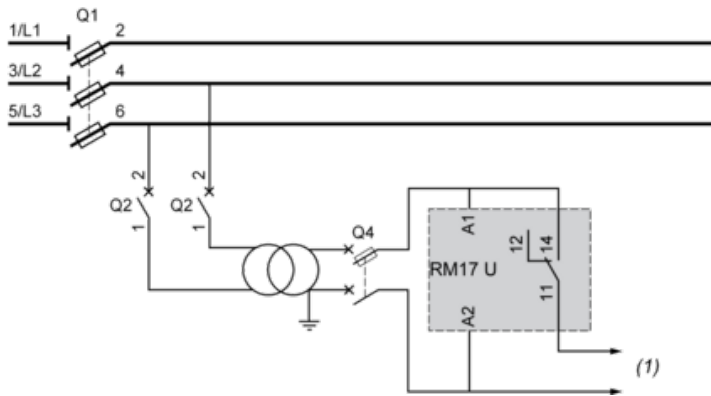 Q1
1/L1 2
3/L2 4
5/L3 6
2 2
Q2 Q2
1 1
Q4
A1
12 14
RM17 U
11
A2
(1)